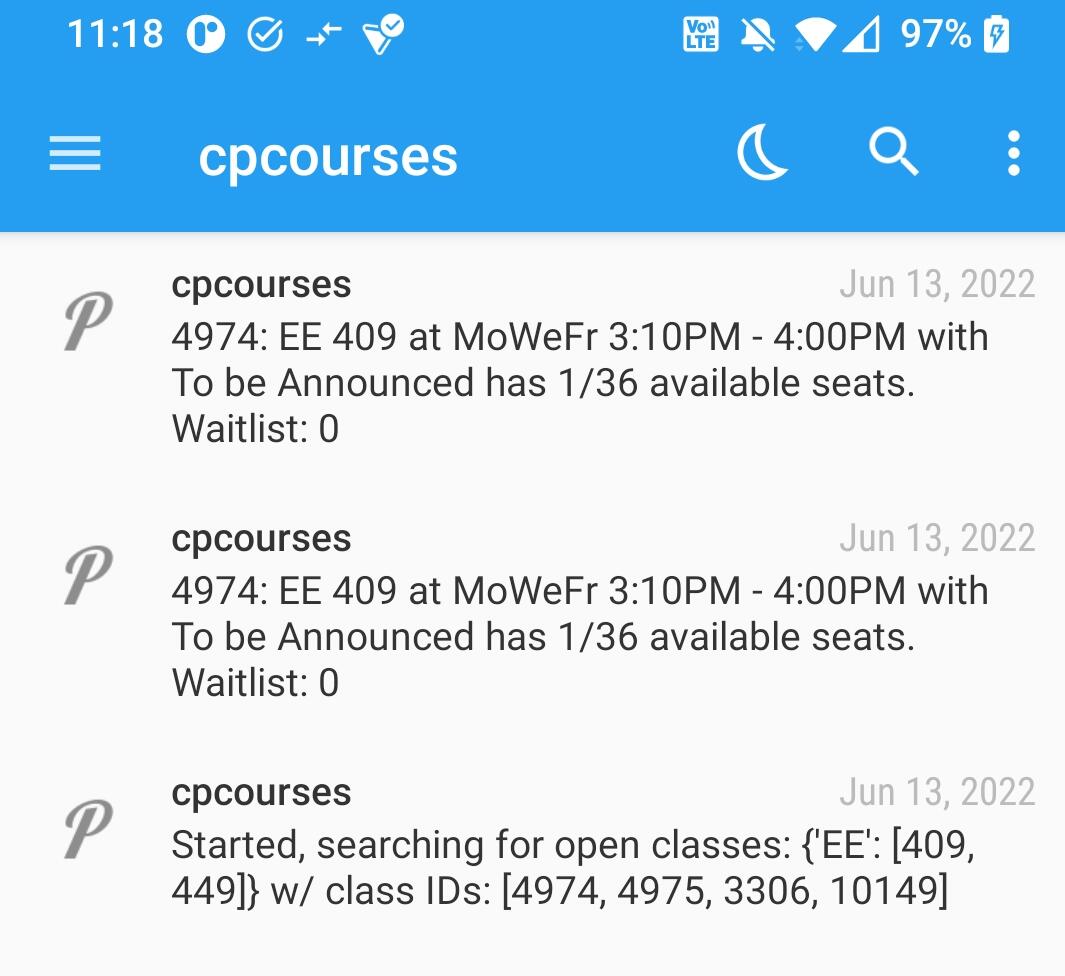 11:18 Vo)) LTE 97%
cpcourses
cpcourses Jun 13, 2022
4974: EE 409 at MoWeFr 3:10PM - 4:00PM with
To be Announced has 1/36 available seats.
Waitlist: 0
cpcourses Jun 13, 2022
4974: EE 409 at MoWeFr 3:10PM - 4:00PM with
To be Announced has 1/36 available seats.
Waitlist: 0
cpcourses Jun 13, 2022
Started, searching for open classes: {'EE': [409,
449]} w/ class IDs: [4974, 4975, 3306, 10149]